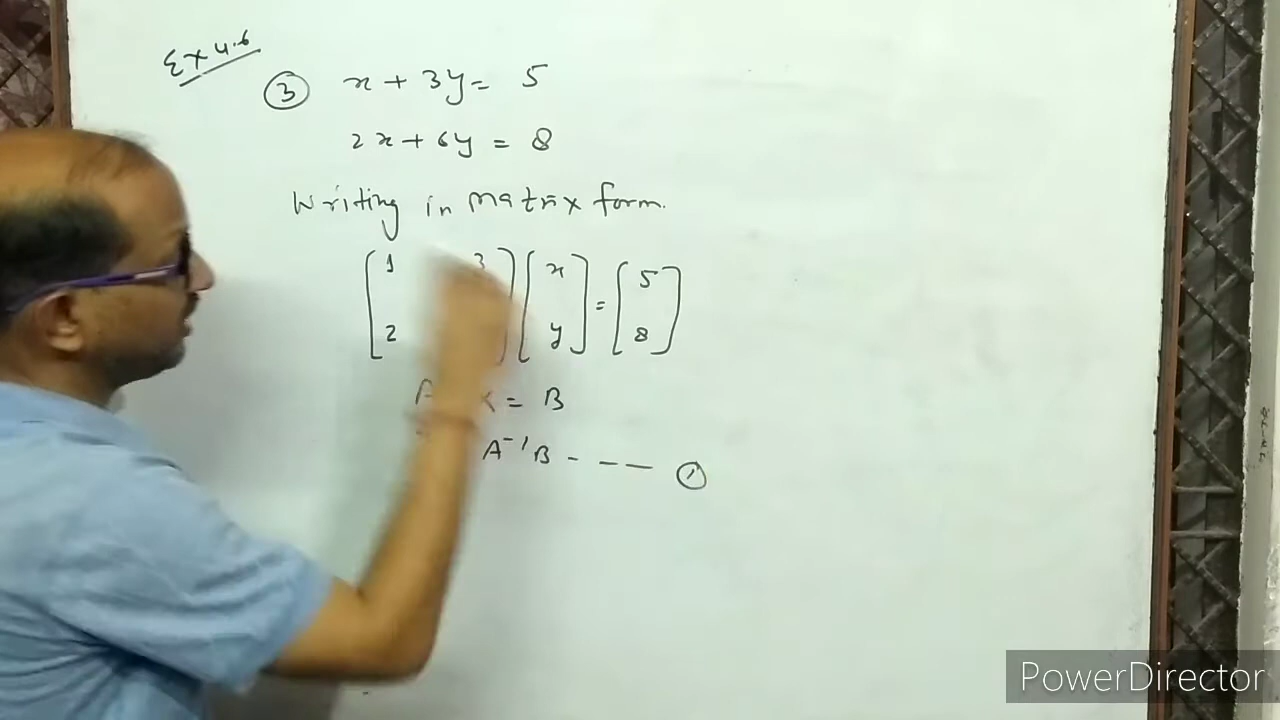 Ex 4.6
③ x + 3y = 5
2x + 6y = 8
Writing in matrix form.
[1 3] [x] = [5]
[2 ] [y] [8]
A X = B
A⁻¹B - - - ①
PowerDirector